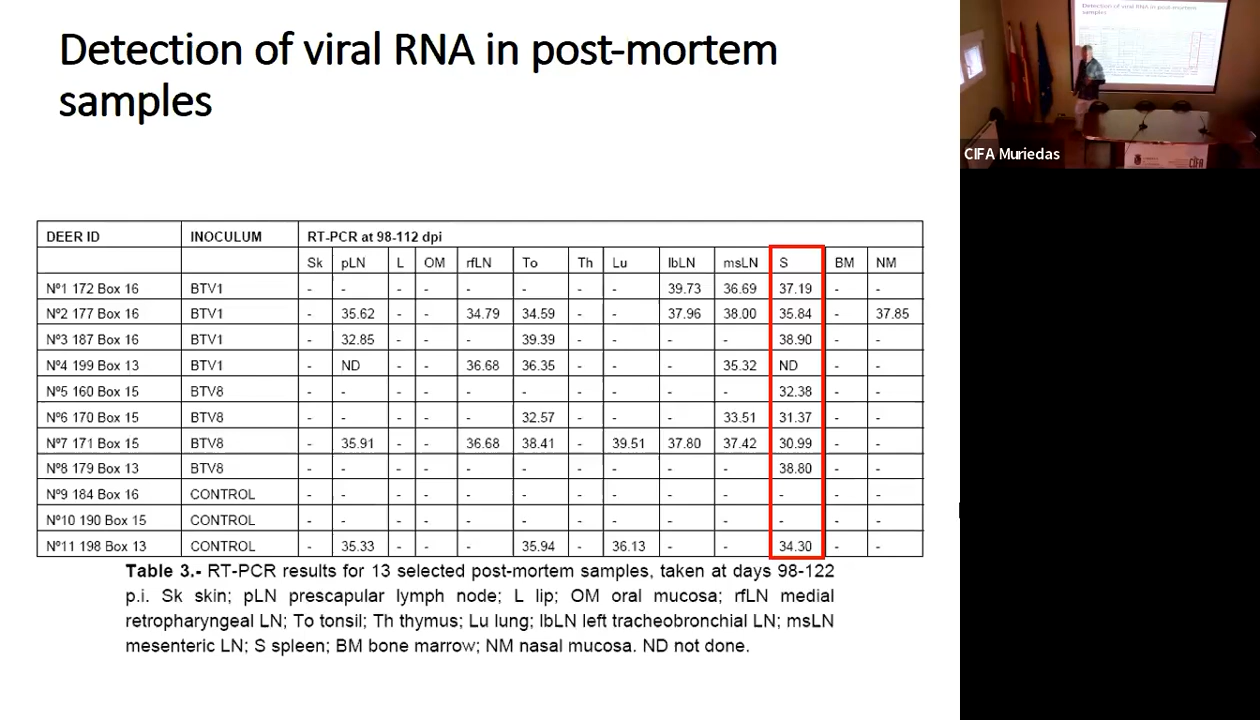 Detection of viral RNA in post-mortem
samples
Detection of viral RNA in post-mortem
samples
CIFA Muriedas
CIFA
DEER ID INOCULUM RT-PCR at 98-112 dpi
Sk pLN L OM rfLN To Th Lu lbLN msLN S BM NM
Nº1 172 Box 16 BTV1 - - - - - - - - 39.73 36.69 37.19 - -
Nº2 177 Box 16 BTV1 - 35.62 - - 34.79 34.59 - - 37.96 38.00 35.84 - 37.85
Nº3 187 Box 16 BTV1 - 32.85 - - - 39.39 - - - - 38.90 - -
Nº4 199 Box 13 BTV1 - ND - - 36.68 36.35 - - - 35.32 ND - -
Nº5 160 Box 15 BTV8 - - - - - - - - - - 32.38 - -
Nº6 170 Box 15 BTV8 - - - - - 32.57 - - - 33.51 31.37 - -
Nº7 171 Box 15 BTV8 - 35.91 - - 36.68 38.41 - 39.51 37.80 37.42 30.99 - -
Nº8 179 Box 13 BTV8 - - - - - - - - - - 38.80 - -
Nº9 184 Box 16 CONTROL - - - - - - - - - - - - -
Nº10 190 Box 15 CONTROL - - - - - - - - - - - - -
Nº11 198 Box 13 CONTROL - 35.33 - - - 35.94 - 36.13 - - 34.30 - -
Table 3.- RT-PCR results for 13 selected post-mortem samples, taken at days 98-122
p.i. Sk skin; pLN prescapular lymph node; L lip; OM oral mucosa; rfLN medial
retropharyngeal LN; To tonsil; Th thymus; Lu lung; lbLN left tracheobronchial LN; msLN
mesenteric LN; S spleen; BM bone marrow; NM nasal mucosa. ND not done.